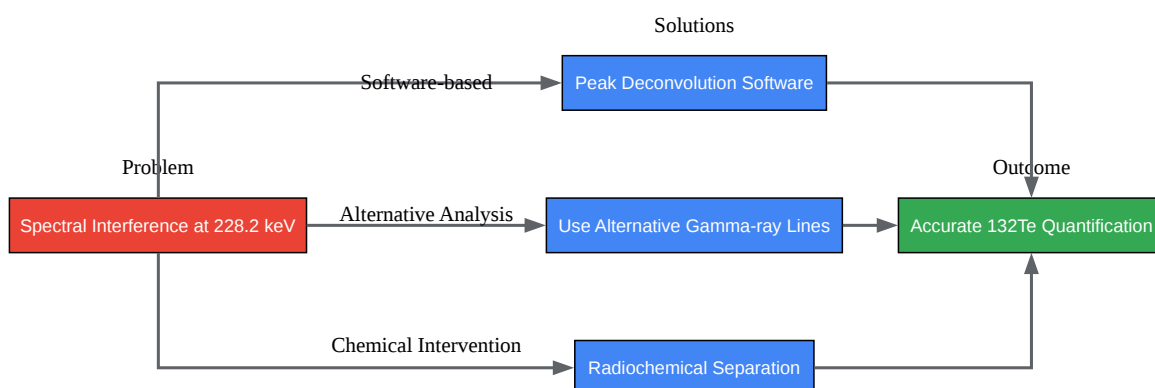 Solutions
Software-based
Peak Deconvolution Software
Problem
Outcome
Spectral Interference at 228.2 keV
Alternative Analysis
Use Alternative Gamma-ray Lines
Accurate 132Te Quantification
Chemical Intervention
Radiochemical Separation